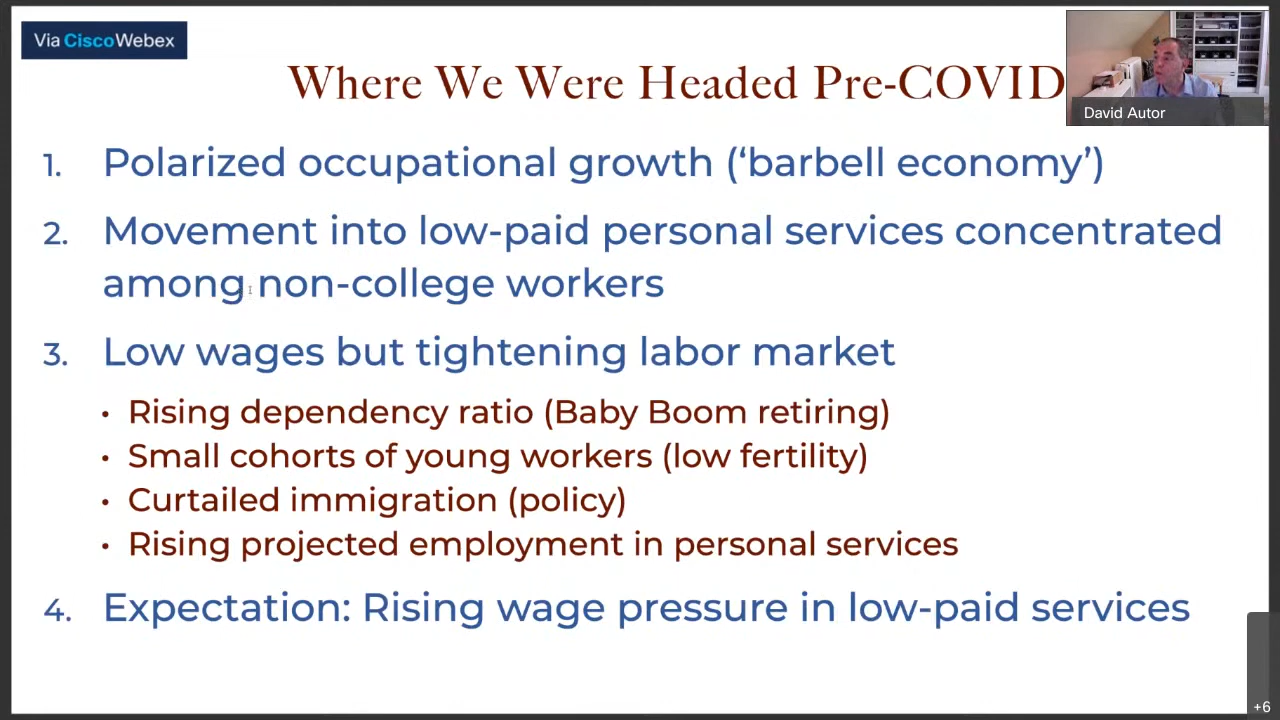 Via CiscoWebex
Where We Were Headed Pre-COVID
David Autor
1. Polarized occupational growth (‘barbell economy’)
2. Movement into low-paid personal services concentrated
among non-college workers
3. Low wages but tightening labor market
• Rising dependency ratio (Baby Boom retiring)
• Small cohorts of young workers (low fertility)
• Curtailed immigration (policy)
• Rising projected employment in personal services
4. Expectation: Rising wage pressure in low-paid services
+6